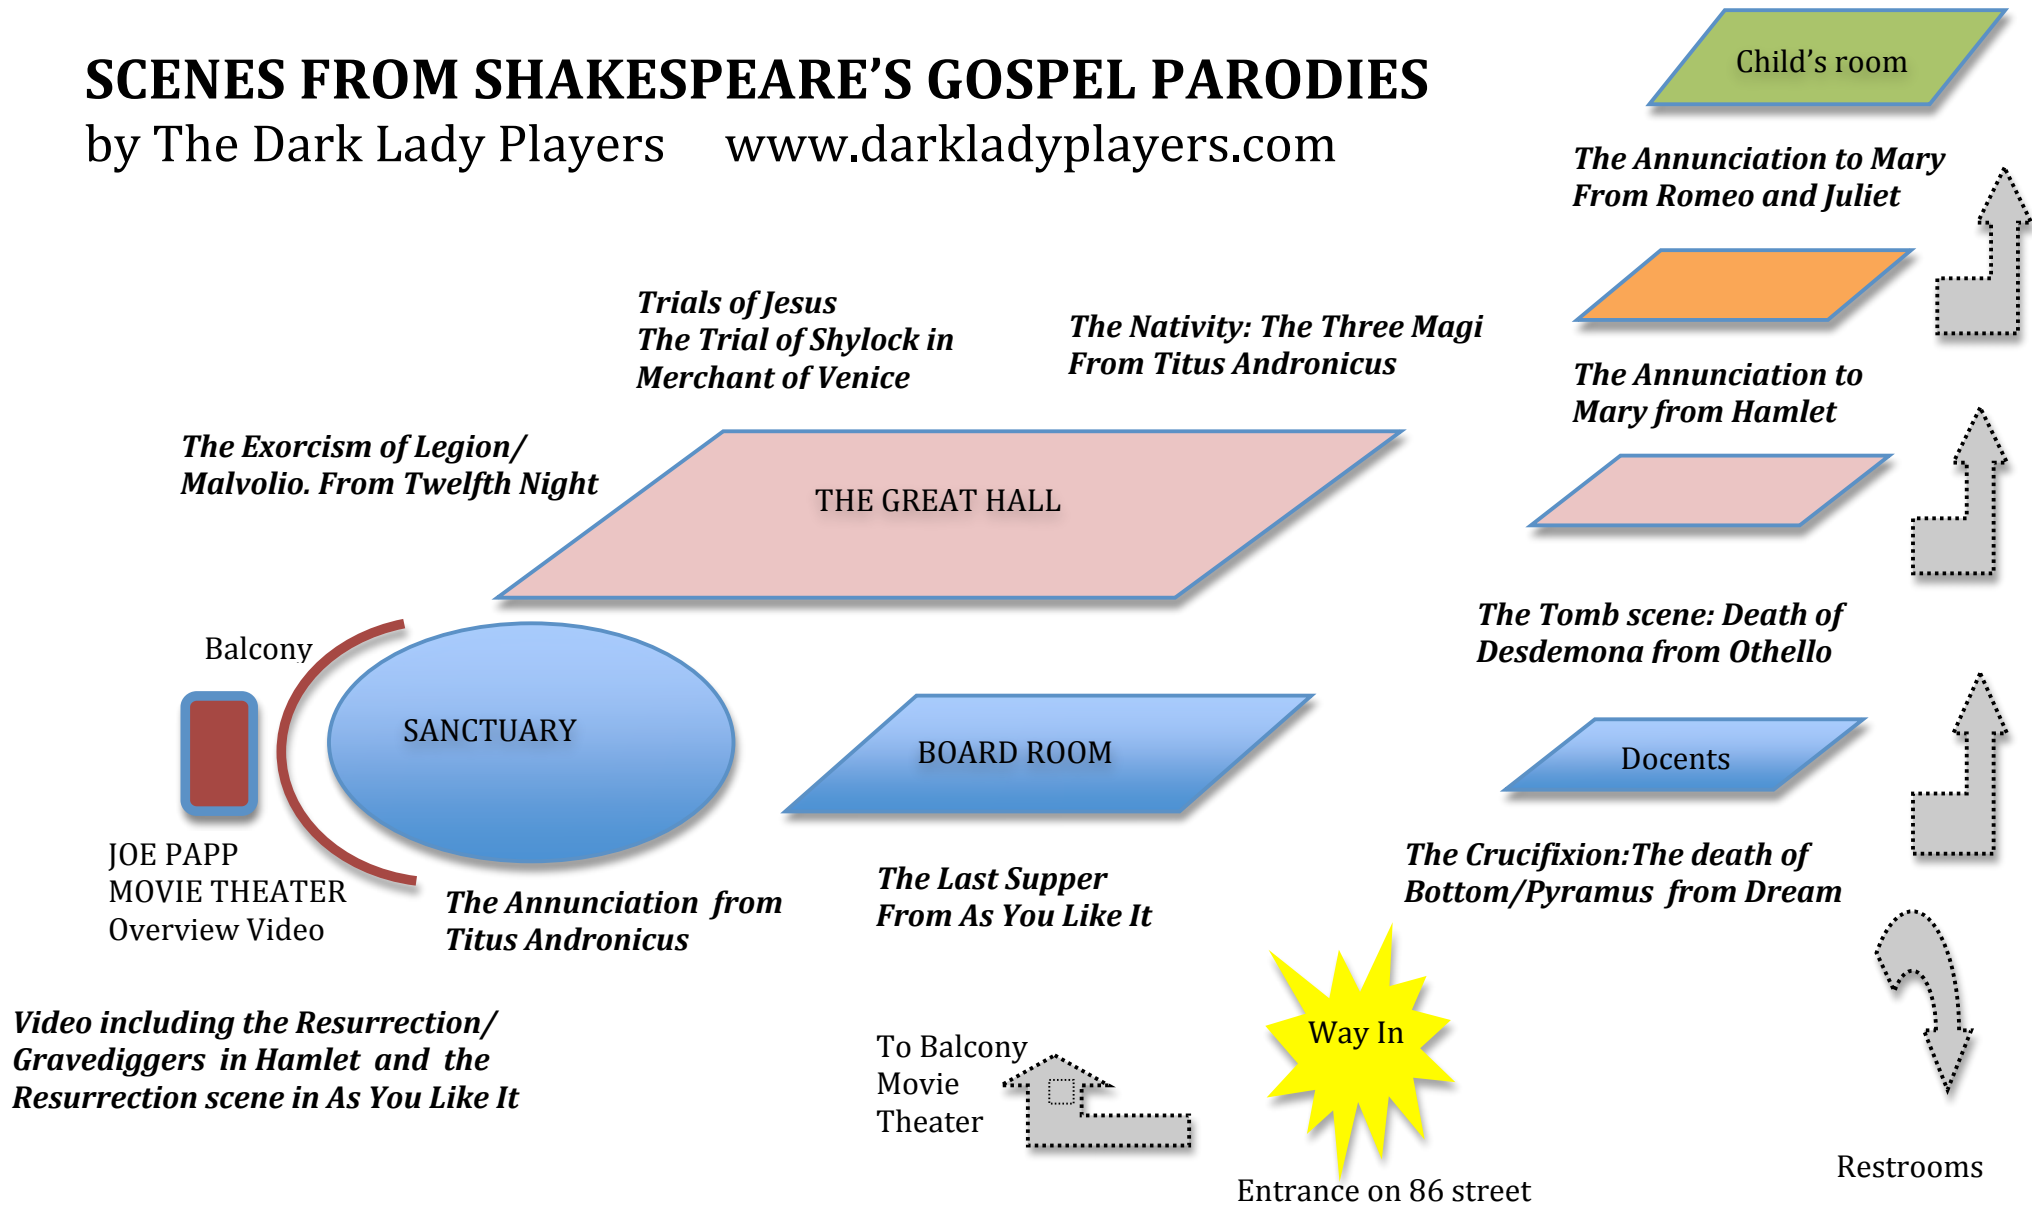 SCENES FROM SHAKESPEARE’S GOSPEL PARODIES
by The Dark Lady Players www.darkladyplayers.com
Child’s room
The Annunciation to Mary
From Romeo and Juliet
Trials of Jesus
The Trial of Shylock in
Merchant of Venice
The Nativity: The Three Magi
From Titus Andronicus
The Annunciation to
Mary from Hamlet
The Exorcism of Legion/
Malvolio. From Twelfth Night
THE GREAT HALL
The Tomb scene: Death of
Desdemona from Othello
Balcony
SANCTUARY
BOARD ROOM
Docents
JOE PAPP
MOVIE THEATER
Overview Video
The Annunciation from
Titus Andronicus
The Last Supper
From As You Like It
The Crucifixion:The death of
Bottom/Pyramus from Dream
Video including the Resurrection/
Gravediggers in Hamlet and the
Resurrection scene in As You Like It
To Balcony
Movie
Theater
Way In
Entrance on 86 street
Restrooms